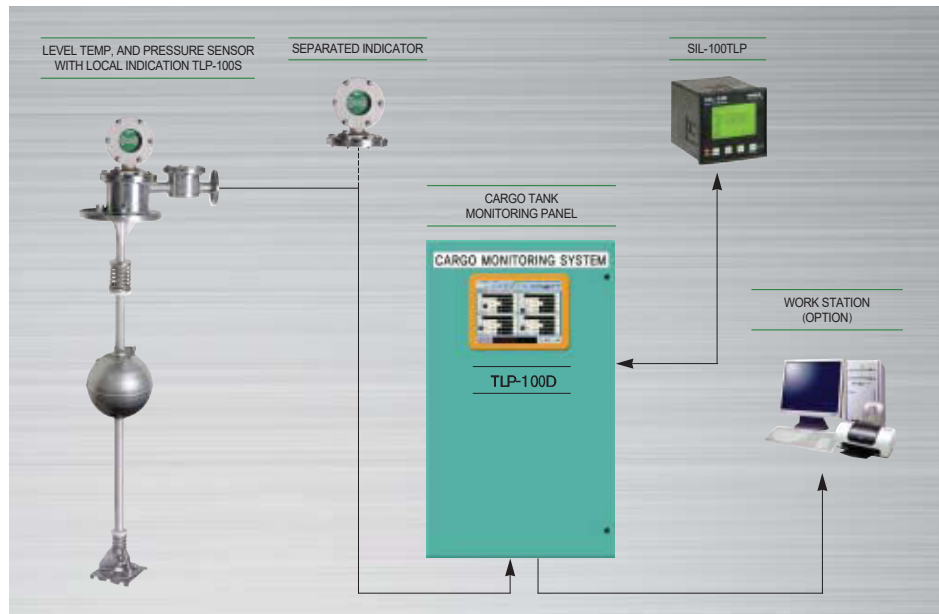 LEVEL TEMP, AND PRESSURE SENSOR
WITH LOCAL INDICATION TLP-100S
SEPARATED INDICATOR
SIL-100TLP
CARGO TANK
MONITORING PANEL
CARGO MONITORING SYSTEM
TLP-100D
WORK STATION
(OPTION)